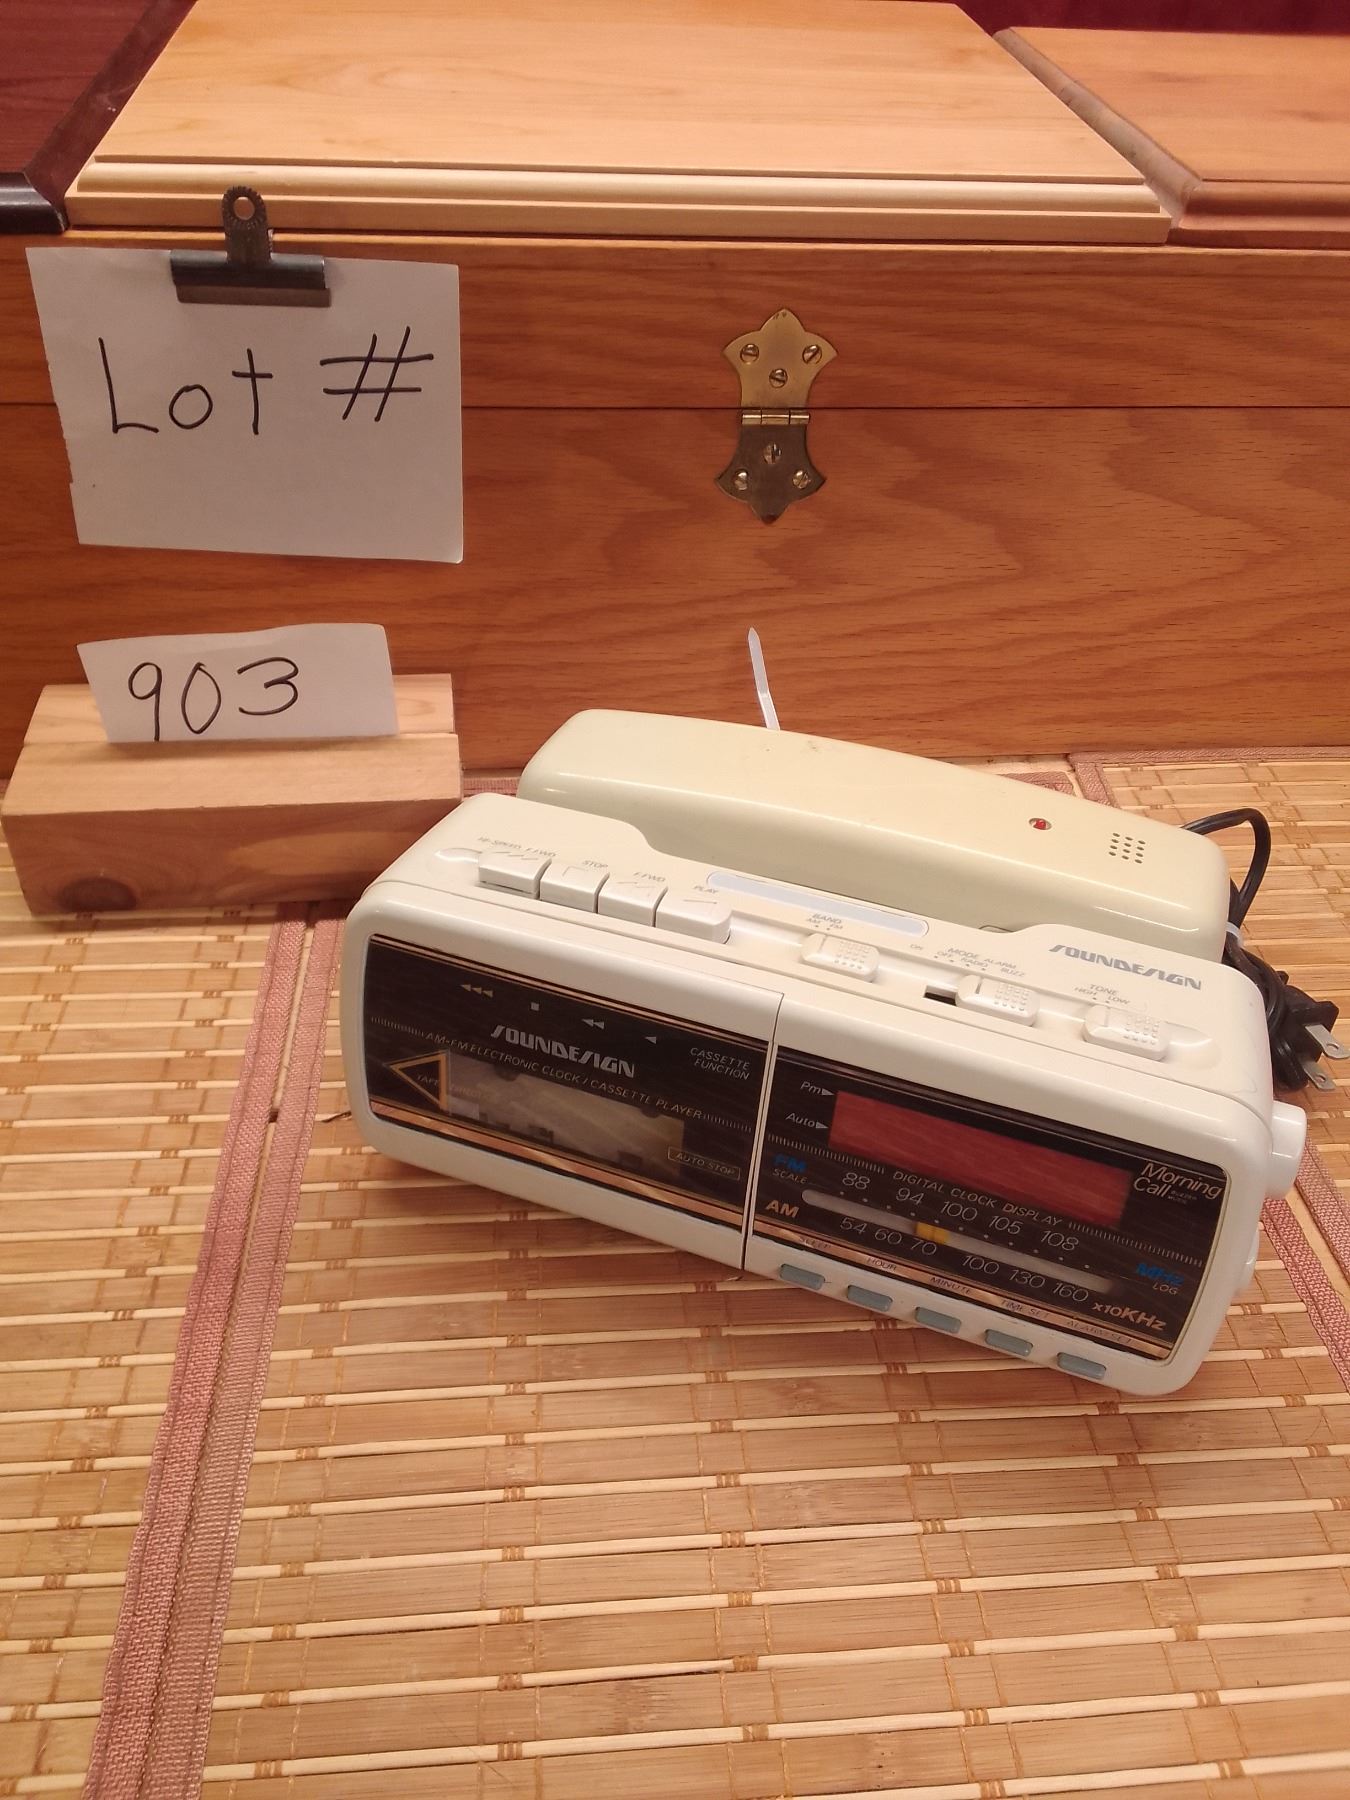 Lot #
903
HI-SPEED F.FWD
STOP
F.FWD
PLAY
BAND
AM FM
MODE ALARM
ON OFF RADIO BUZZ
SOUNDESIGN
TONE
HIGH LOW
SOUNDESIGN
AM-FM ELECTRONIC CLOCK / CASSETTE PLAYER
CASSETTE
FUNCTION
TAPE
AUTO STOP
Pm
Auto
Morning
Call
DIGITAL CLOCK DISPLAY
FM
SCALE
88 94 100 105 108
MHz
LOG
AM
54 60 70 100 130 160
x10KHz
SLEEP HOUR MINUTE TIME SET ALARM SET